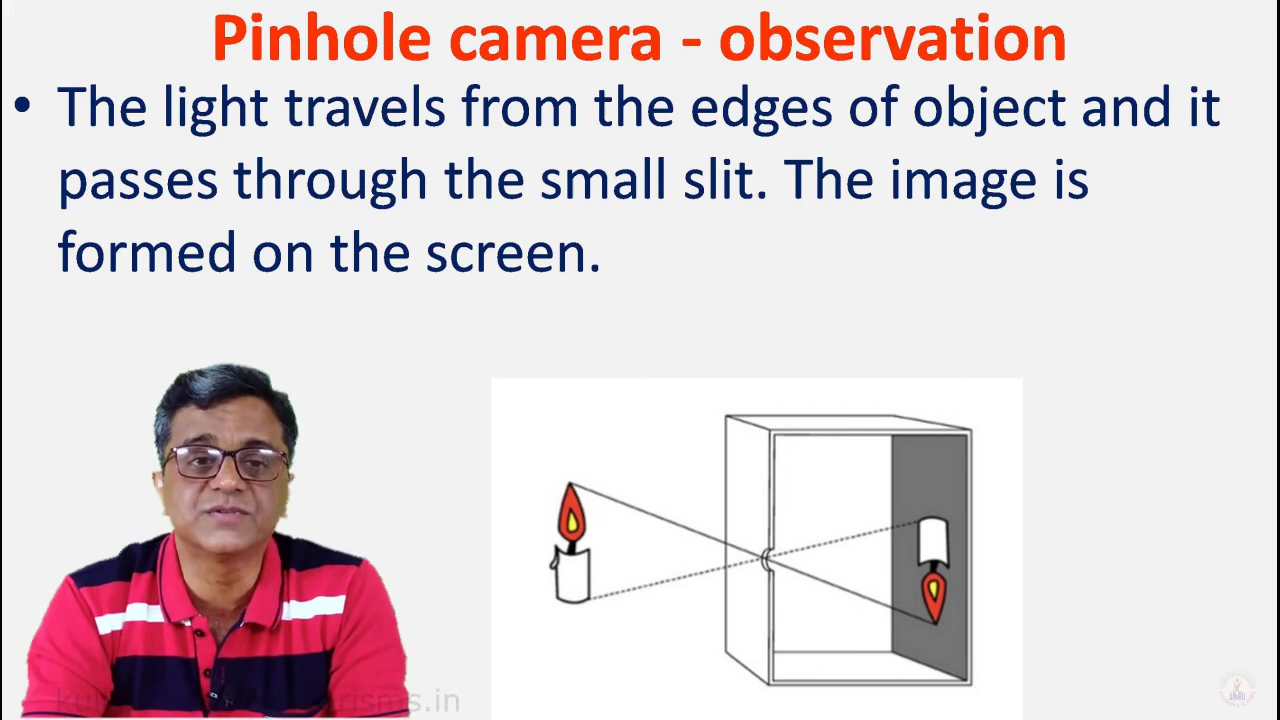 Pinhole camera - observation
• The light travels from the edges of object and it
passes through the small slit. The image is
formed on the screen.